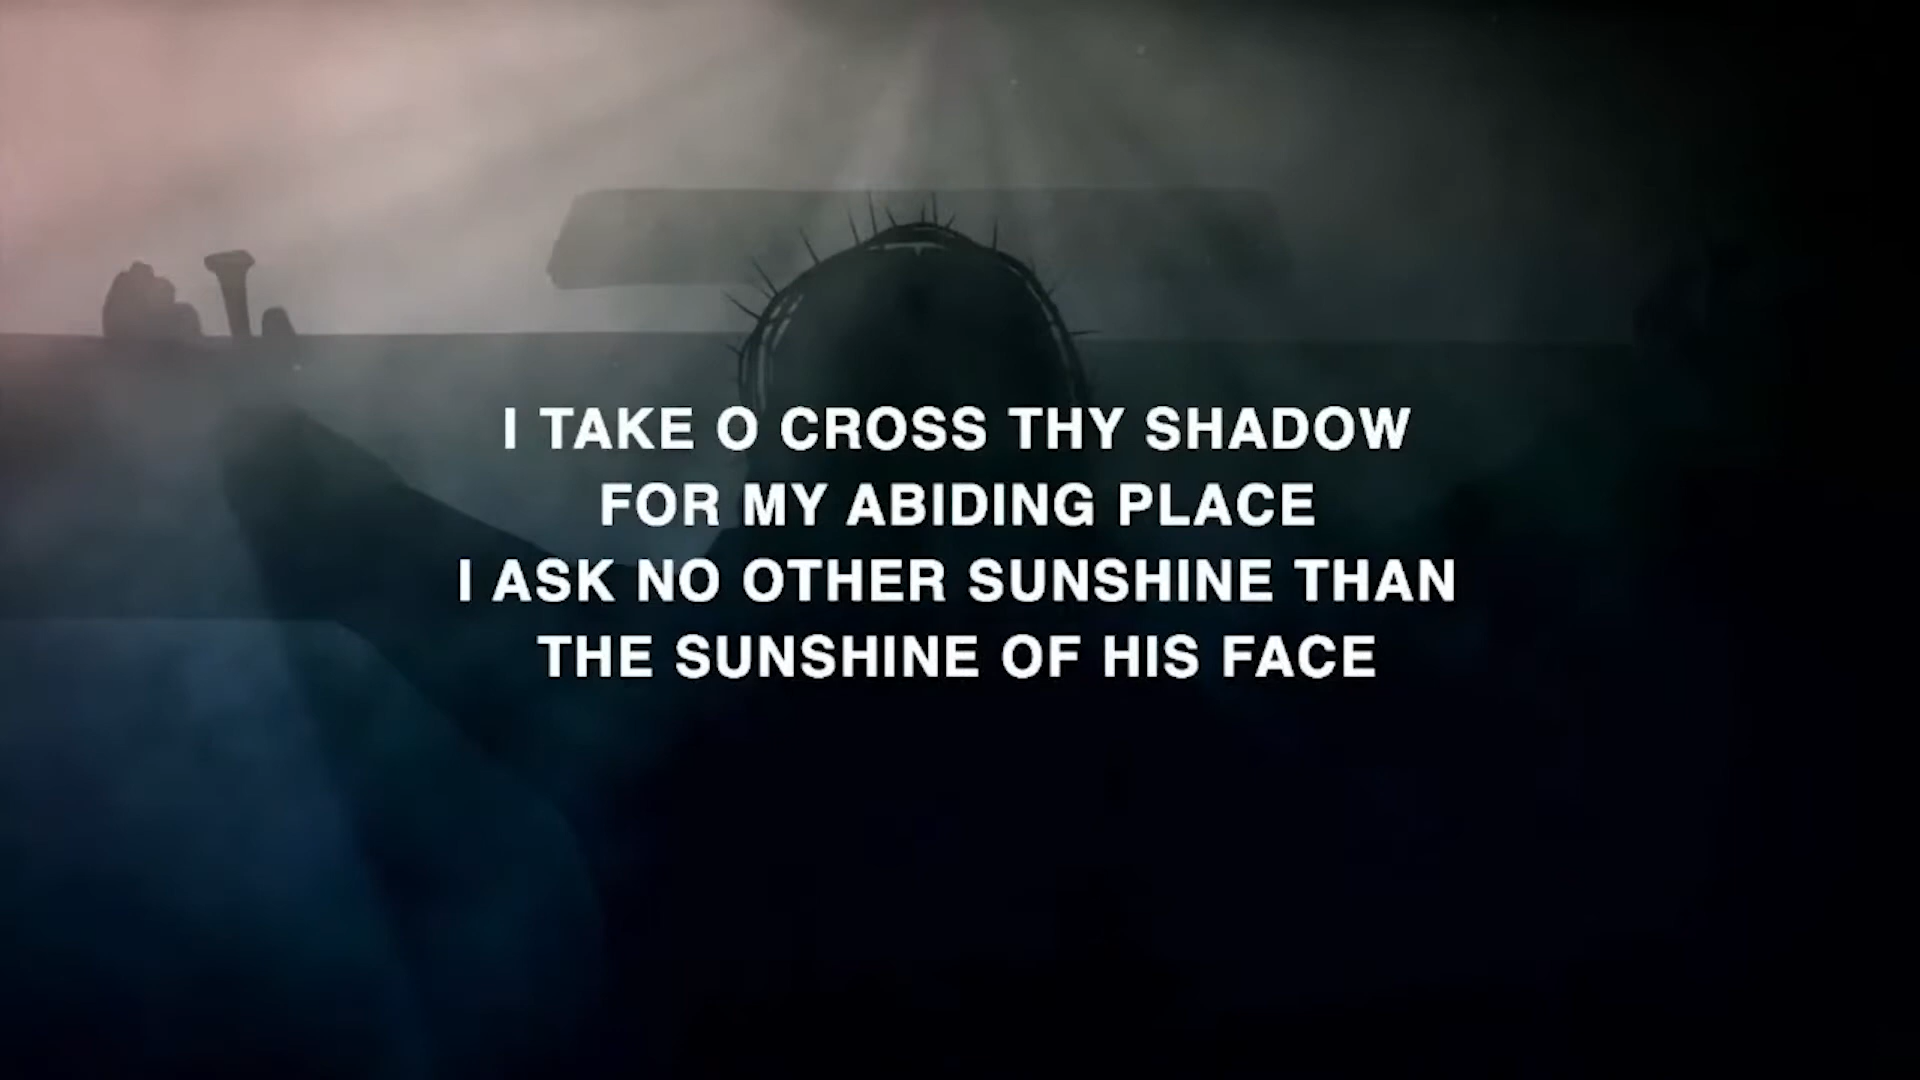 I TAKE O CROSS THY SHADOW
FOR MY ABIDING PLACE
I ASK NO OTHER SUNSHINE THAN
THE SUNSHINE OF HIS FACE